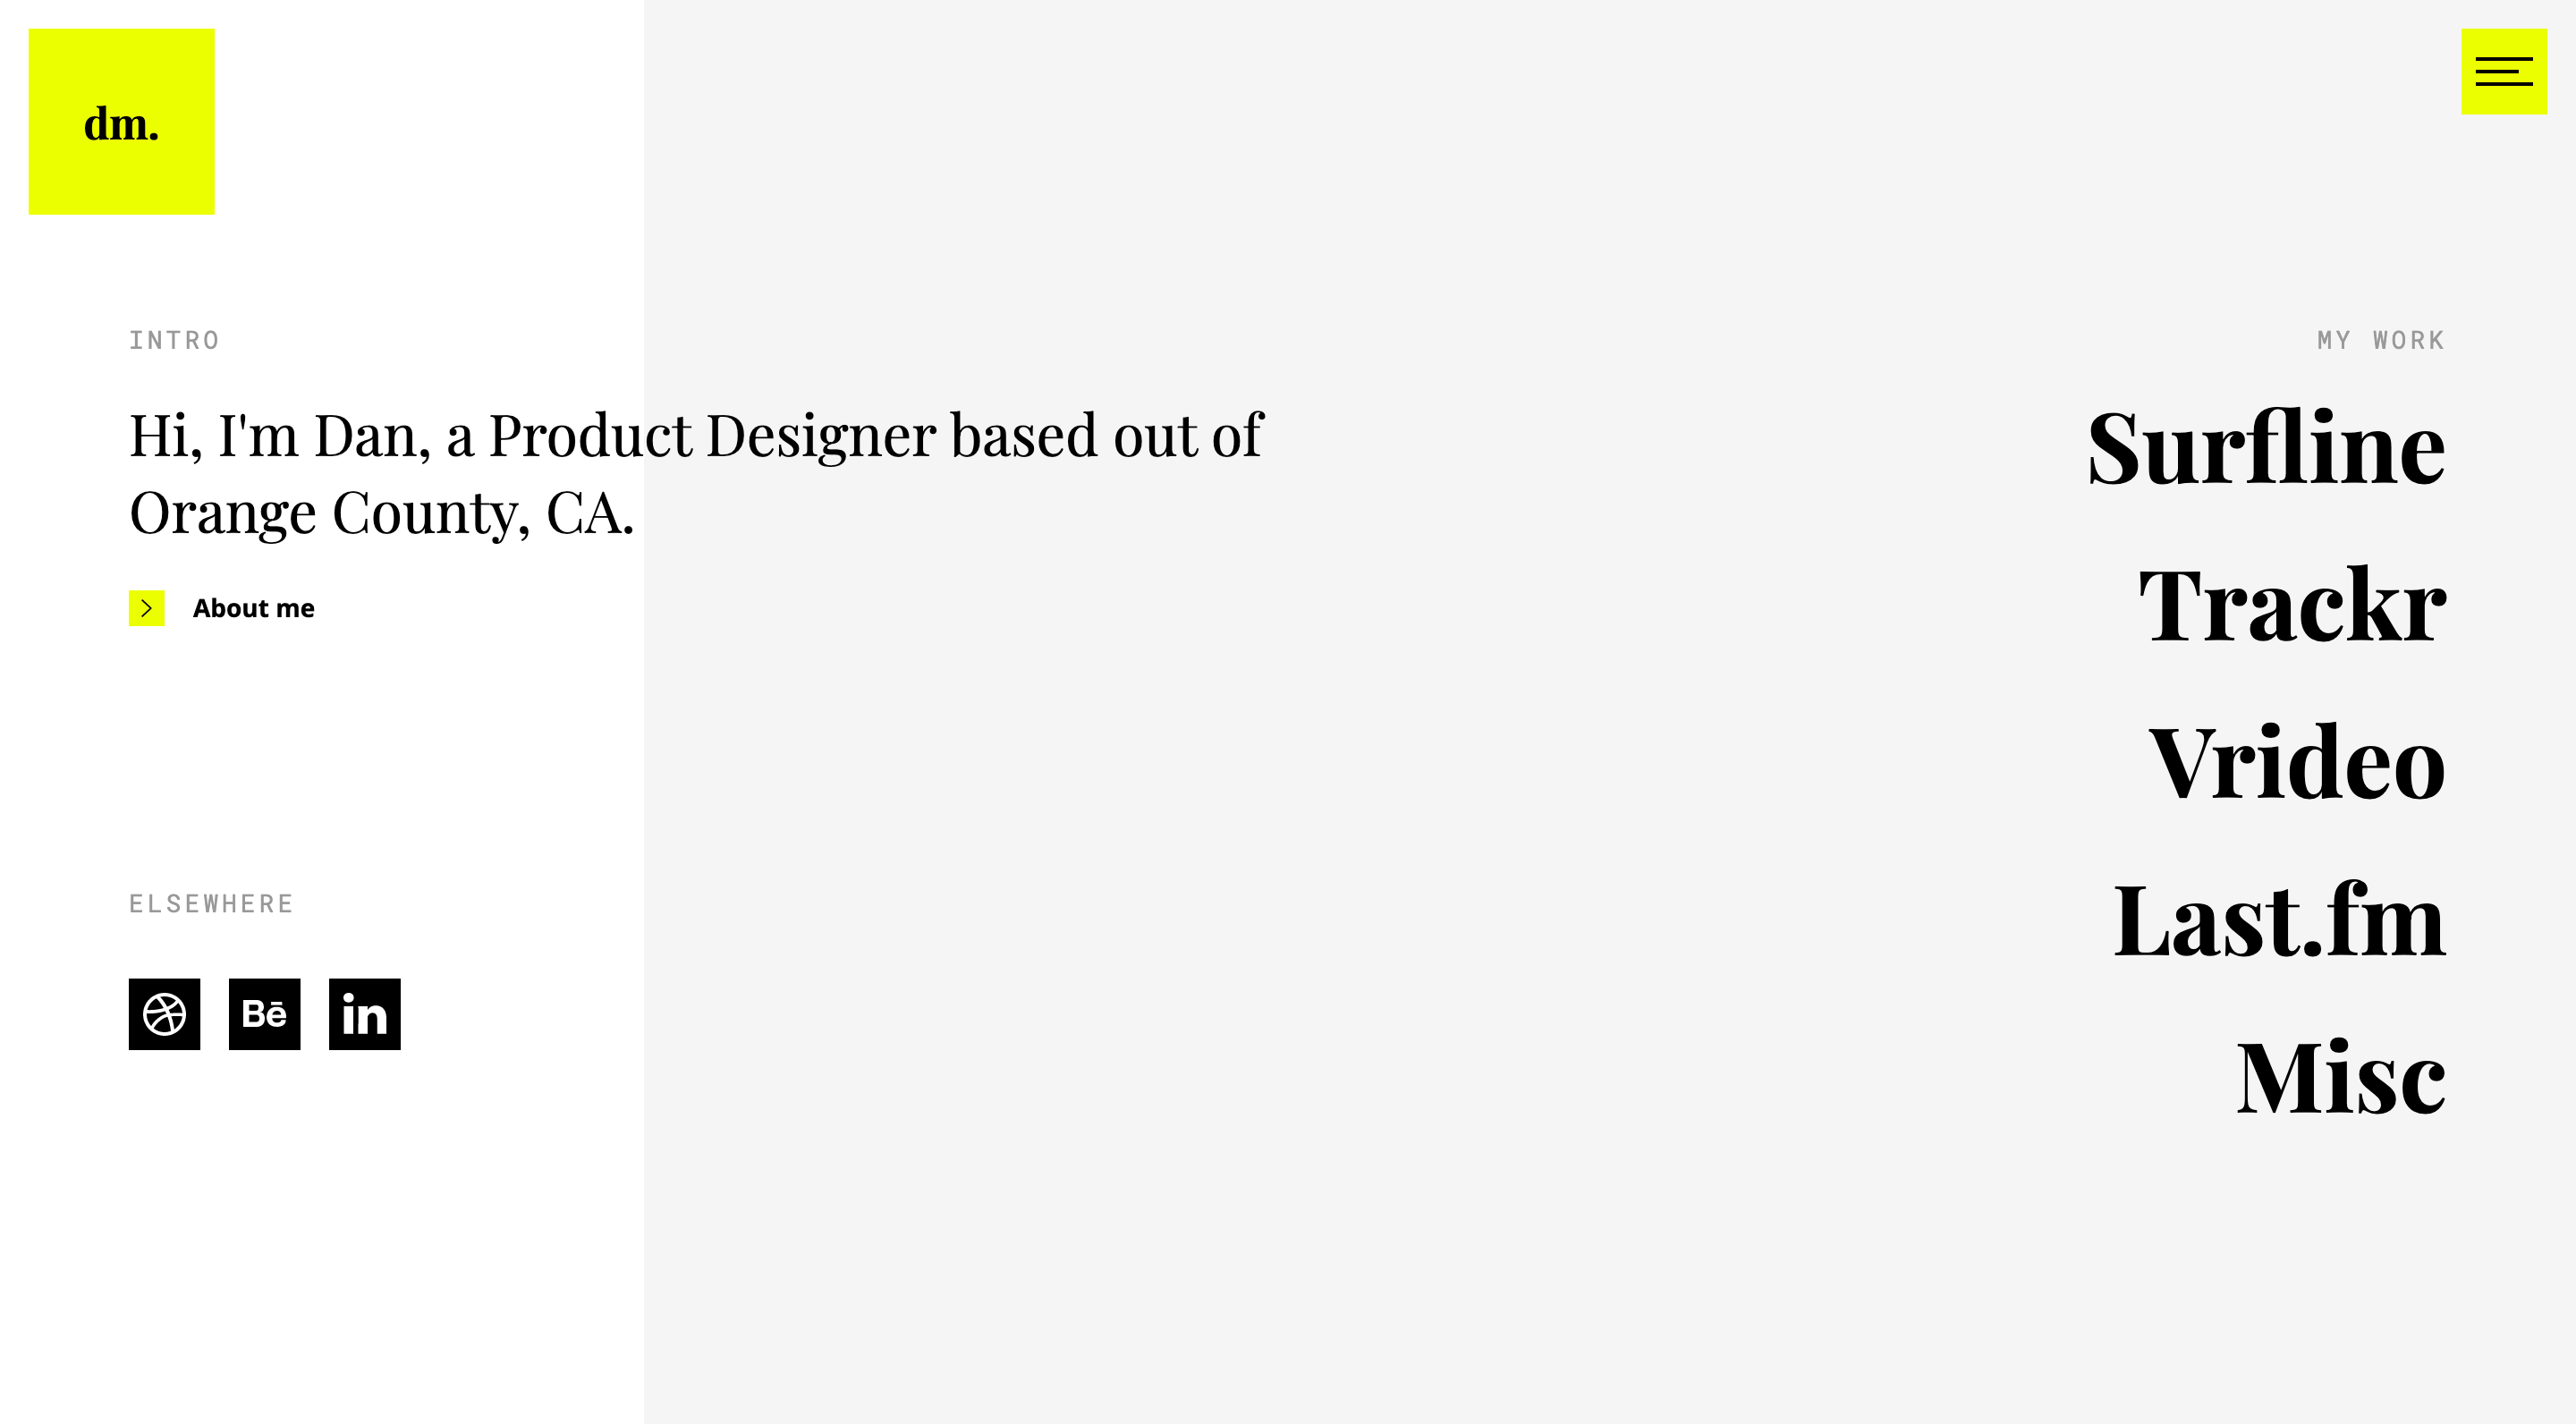 dm.
INTRO
Hi, I'm Dan, a Product Designer based out of
Orange County, CA.
About me
ELSEWHERE
Bē
in
MY WORK
Surfline
Trackr
Vrideo
Last.fm
Misc